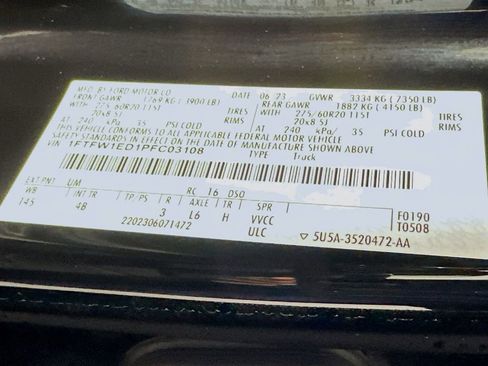 MFD. BY FORD MOTOR CO.
DATE 06/23 GVWR 3334 KG (7350 LB)
FRONT GAWR 1769 KG (3900 LB)
REAR GAWR 1882 KG (4150 LB)
WITH 275/60R20 115T TIRES
WITH 275/60R20 115T TIRES
20x8.5J RIMS
20x8.5J RIMS
AT 240 kPa/ 35 PSI COLD
AT 240 kPa/ 35 PSI COLD
THIS VEHICLE CONFORMS TO ALL APPLICABLE FEDERAL MOTOR VEHICLE
SAFETY STANDARDS IN EFFECT ON THE DATE OF MANUFACTURE SHOWN ABOVE.
VIN 1FTFW1ED1PFC03108
TYPE Truck
EXT PNT UM RC 16 DSO
WB INT TR TP/PS R AXLE TR SPR
145 4B 3 L6 H VVCC
F0190
T0508
2202306071472 ULC
▽ 5U5A-3520472-AA